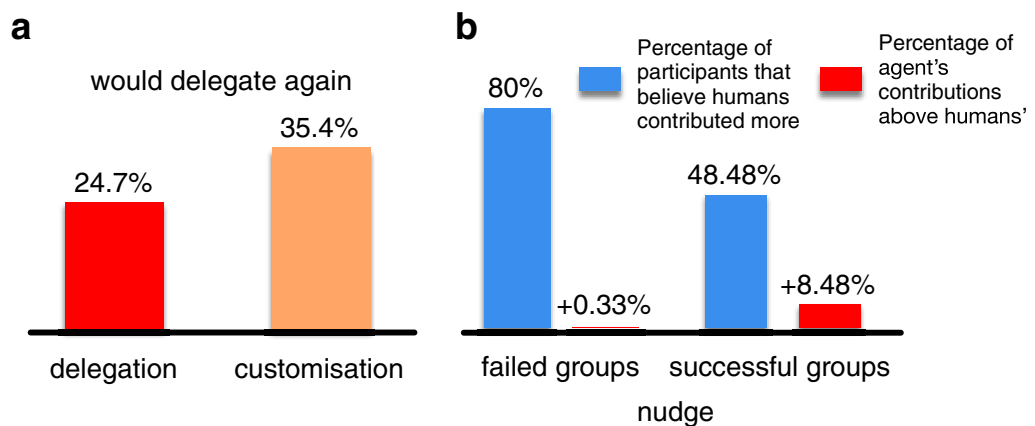 a
would delegate again
24.7%
35.4%
delegation
customisation
b
Percentage of
participants that
believe humans
contributed more
Percentage of
agent's
contributions
above humans'
80%
+0.33%
48.48%
+8.48%
failed groups
successful groups
nudge